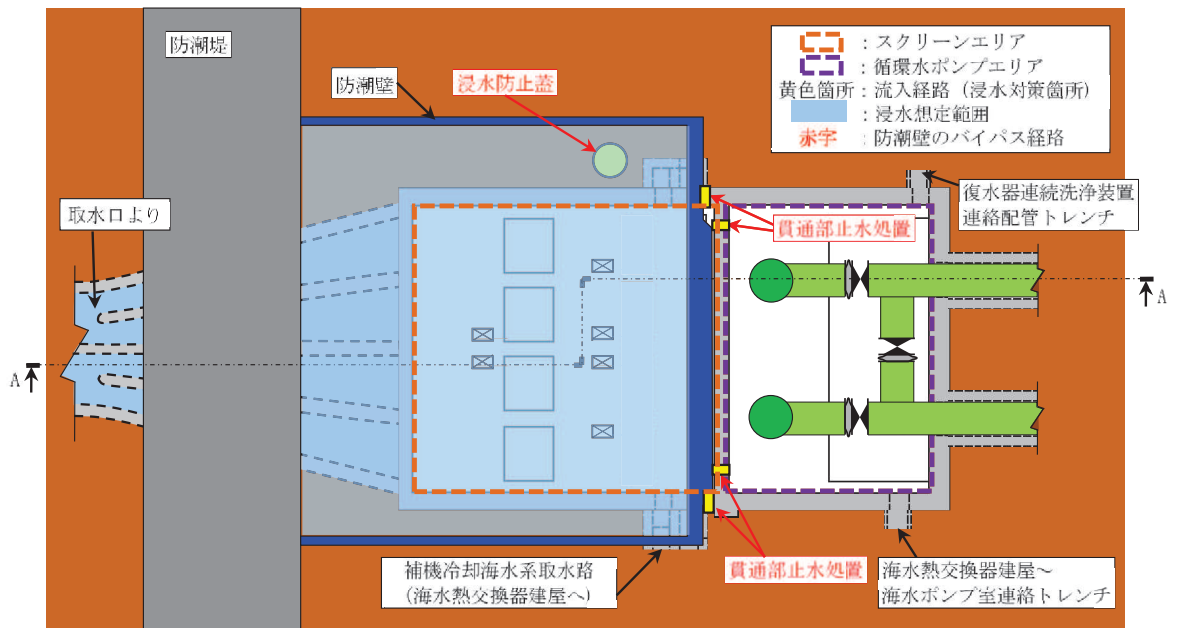 防潮堤
防潮壁
浸水防止蓋
：スクリーンエリア
：循環水ポンプエリア
黄色箇所：流入経路（浸水対策箇所）
：浸水想定範囲
赤字：防潮壁のバイパス経路
取水口より
復水器連続洗浄装置
連絡配管トレンチ
貫通部止水処置
A
A
貫通部止水処置
補機冷却海水系取水路
(海水熱交換器建屋へ)
海水熱交換器建屋～
海水ポンプ室連絡トレンチ